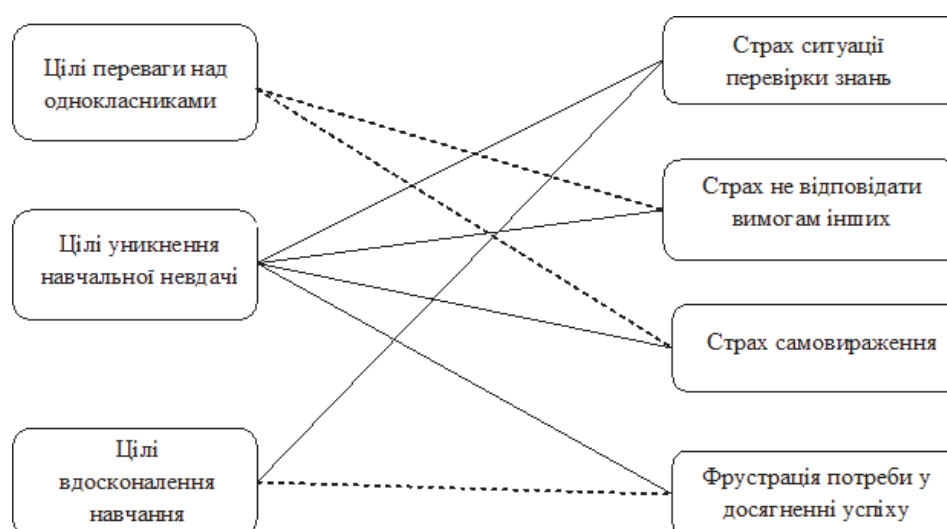 Цілі переваги над
однокласниками
Цілі уникнення
навчальної невдачі
Цілі
вдосконалення
навчання
Страх ситуації
перевірки знань
Страх не відповідати
вимогам інших
Страх самовираження
Фрустрація потреби у
досягненні успіху